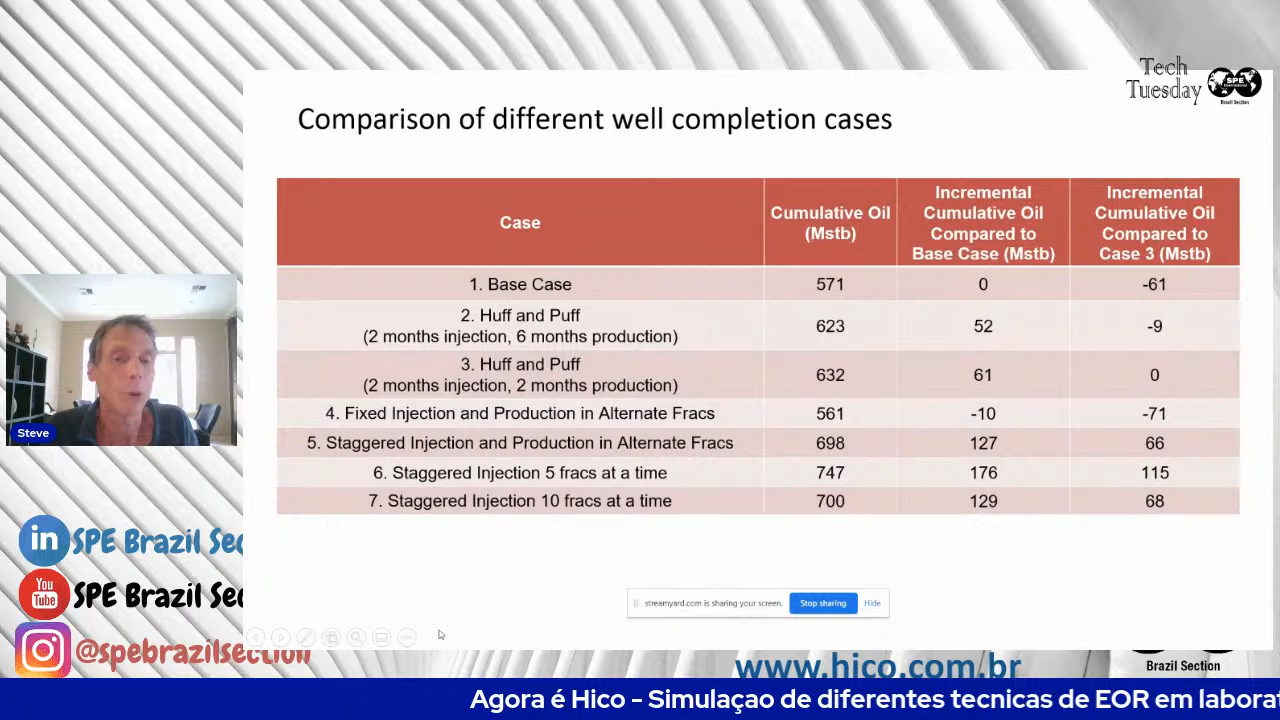 Tech
Tuesday
SPE
International
Brazil Section
Comparison of different well completion cases
Case
Cumulative Oil
(Mstb)
Incremental
Cumulative Oil
Compared to
Base Case (Mstb)
Incremental
Cumulative Oil
Compared to
Case 3 (Mstb)
1. Base Case 571 0 -61
2. Huff and Puff
(2 months injection, 6 months production) 623 52 -9
3. Huff and Puff
(2 months injection, 2 months production) 632 61 0
4. Fixed Injection and Production in Alternate Fracs 561 -10 -71
5. Staggered Injection and Production in Alternate Fracs 698 127 66
6. Staggered Injection 5 fracs at a time 747 176 115
7. Staggered Injection 10 fracs at a time 700 129 68
Steve
in SPE Brazil Sec
You
Tube
SPE Brazil Sec
@spebrazilsection
streamyard.com is sharing your screen. Stop sharing Hide
www.hico.com.br
Brazil Section
Agora é Hico - Simulaçao de diferentes tecnicas de EOR em laborat